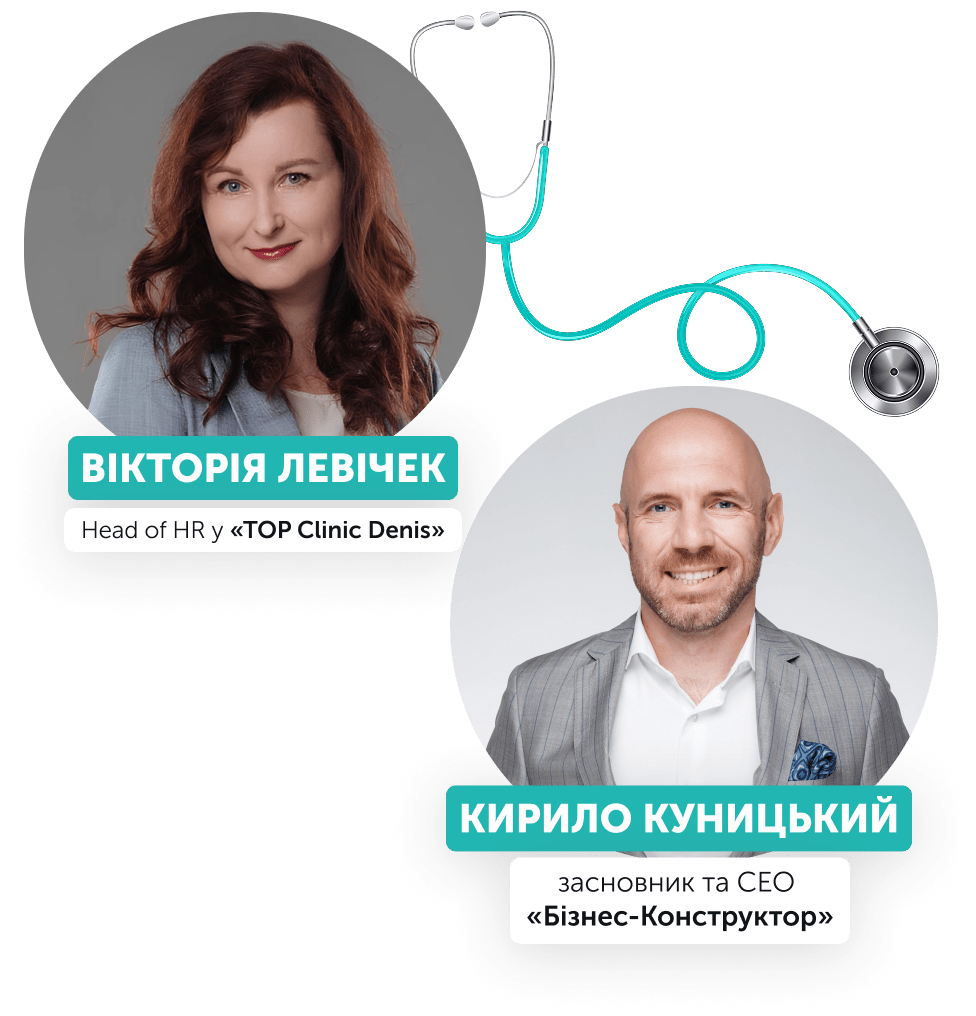 ВІКТОРІЯ ЛЕВІЧЕК
Head of HR у «TOP Clinic Denis»
КИРИЛО КУНИЦЬКИЙ
засновник та CEO
«Бізнес-Конструктор»